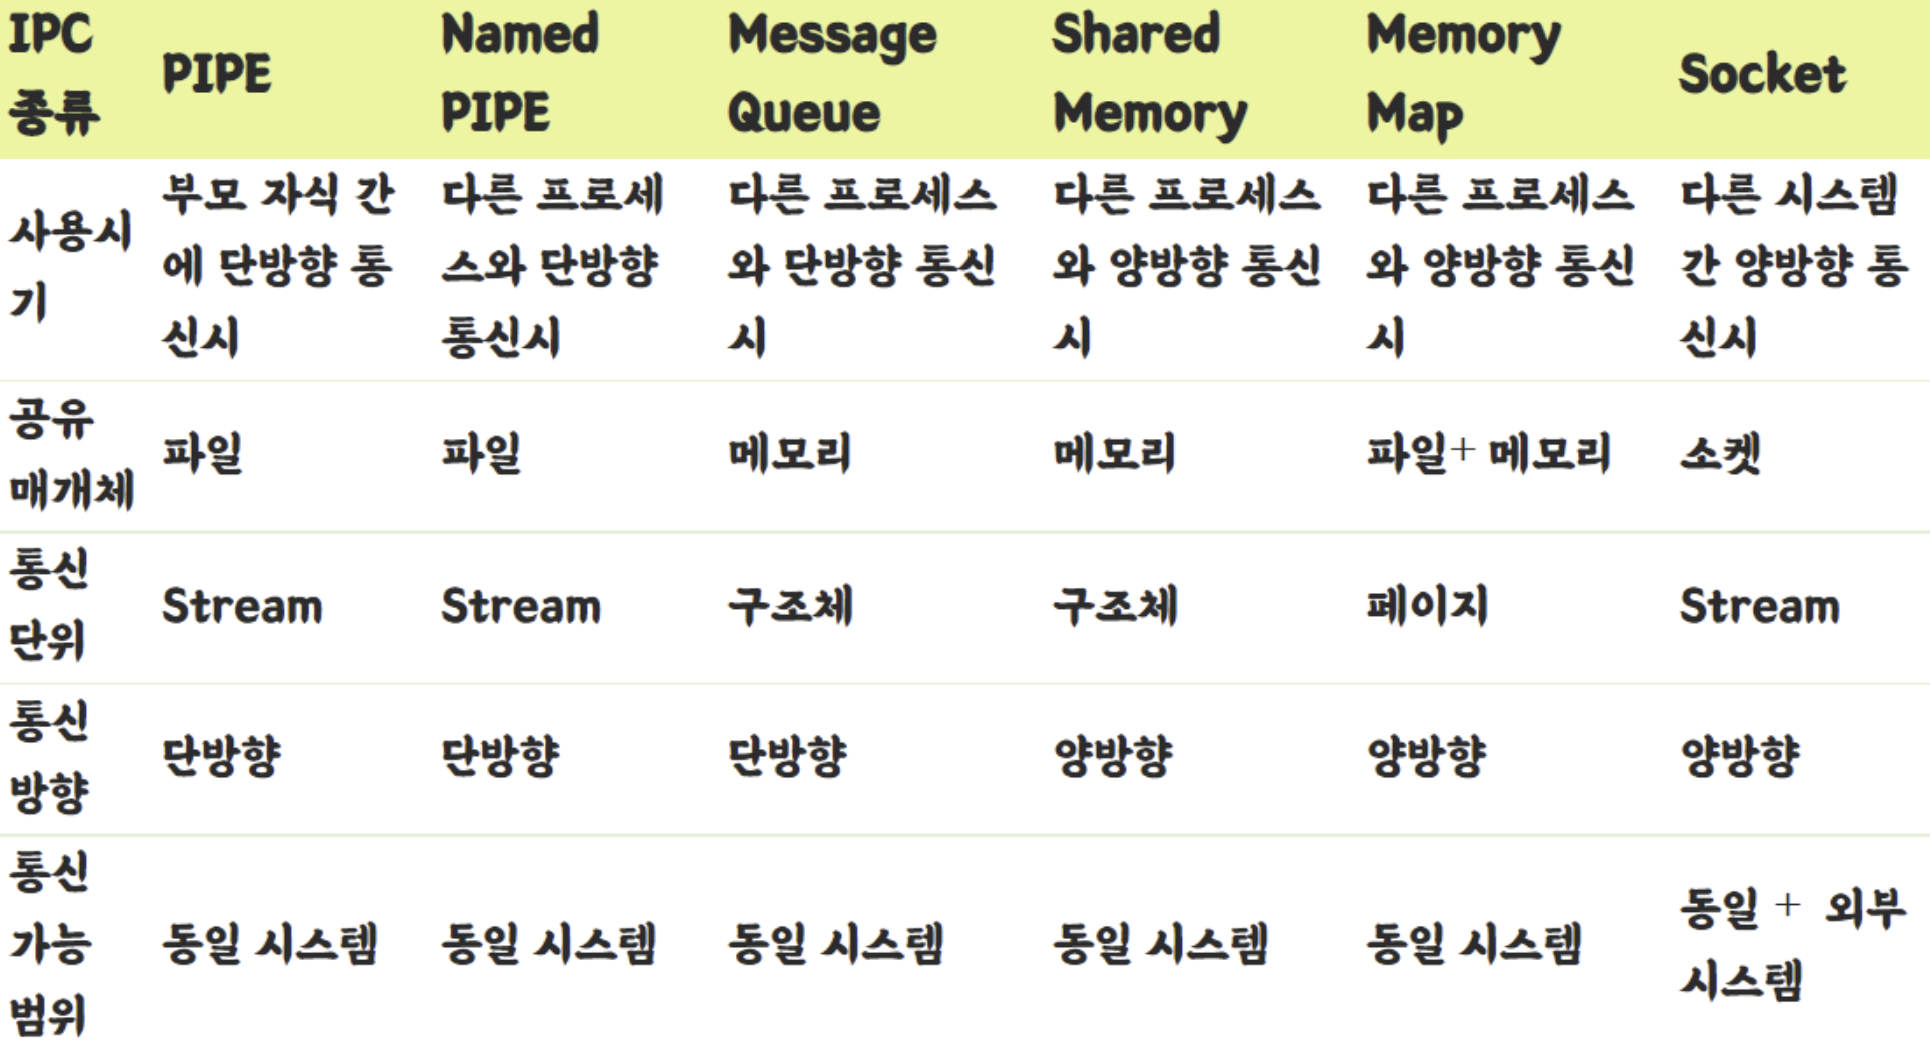 IPC
종류
PIPE
Named
PIPE
Message
Queue
Shared
Memory
Memory
Map
Socket
사용시
기
부모 자식 간
에 단방향 통
신시
다른 프로세
스와 단방향
통신시
다른 프로세스
와 단방향 통신
시
다른 프로세스
와 양방향 통신
시
다른 프로세스
와 양방향 통신
시
다른 시스템
간 양방향 통
신시
공유
매개체
파일
파일
메모리
메모리
파일+ 메모리
소켓
통신
단위
Stream
Stream
구조체
구조체
페이지
Stream
통신
방향
단방향
단방향
단방향
양방향
양방향
양방향
통신
가능
범위
동일 시스템
동일 시스템
동일 시스템
동일 시스템
동일 시스템
동일 + 외부
시스템